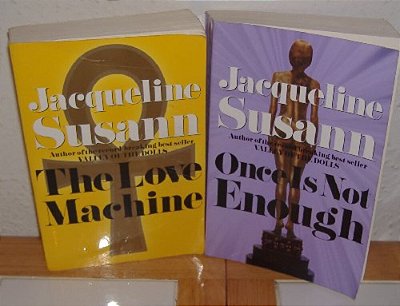 Jacqueline
Susann
Author of the record-breaking best seller
VALLEY OF THE DOLLS
The Love
Machine
Jacqueline
Susann
Author of the record-breaking best seller
VALLEY OF THE DOLLS
Once Is Not
Enough